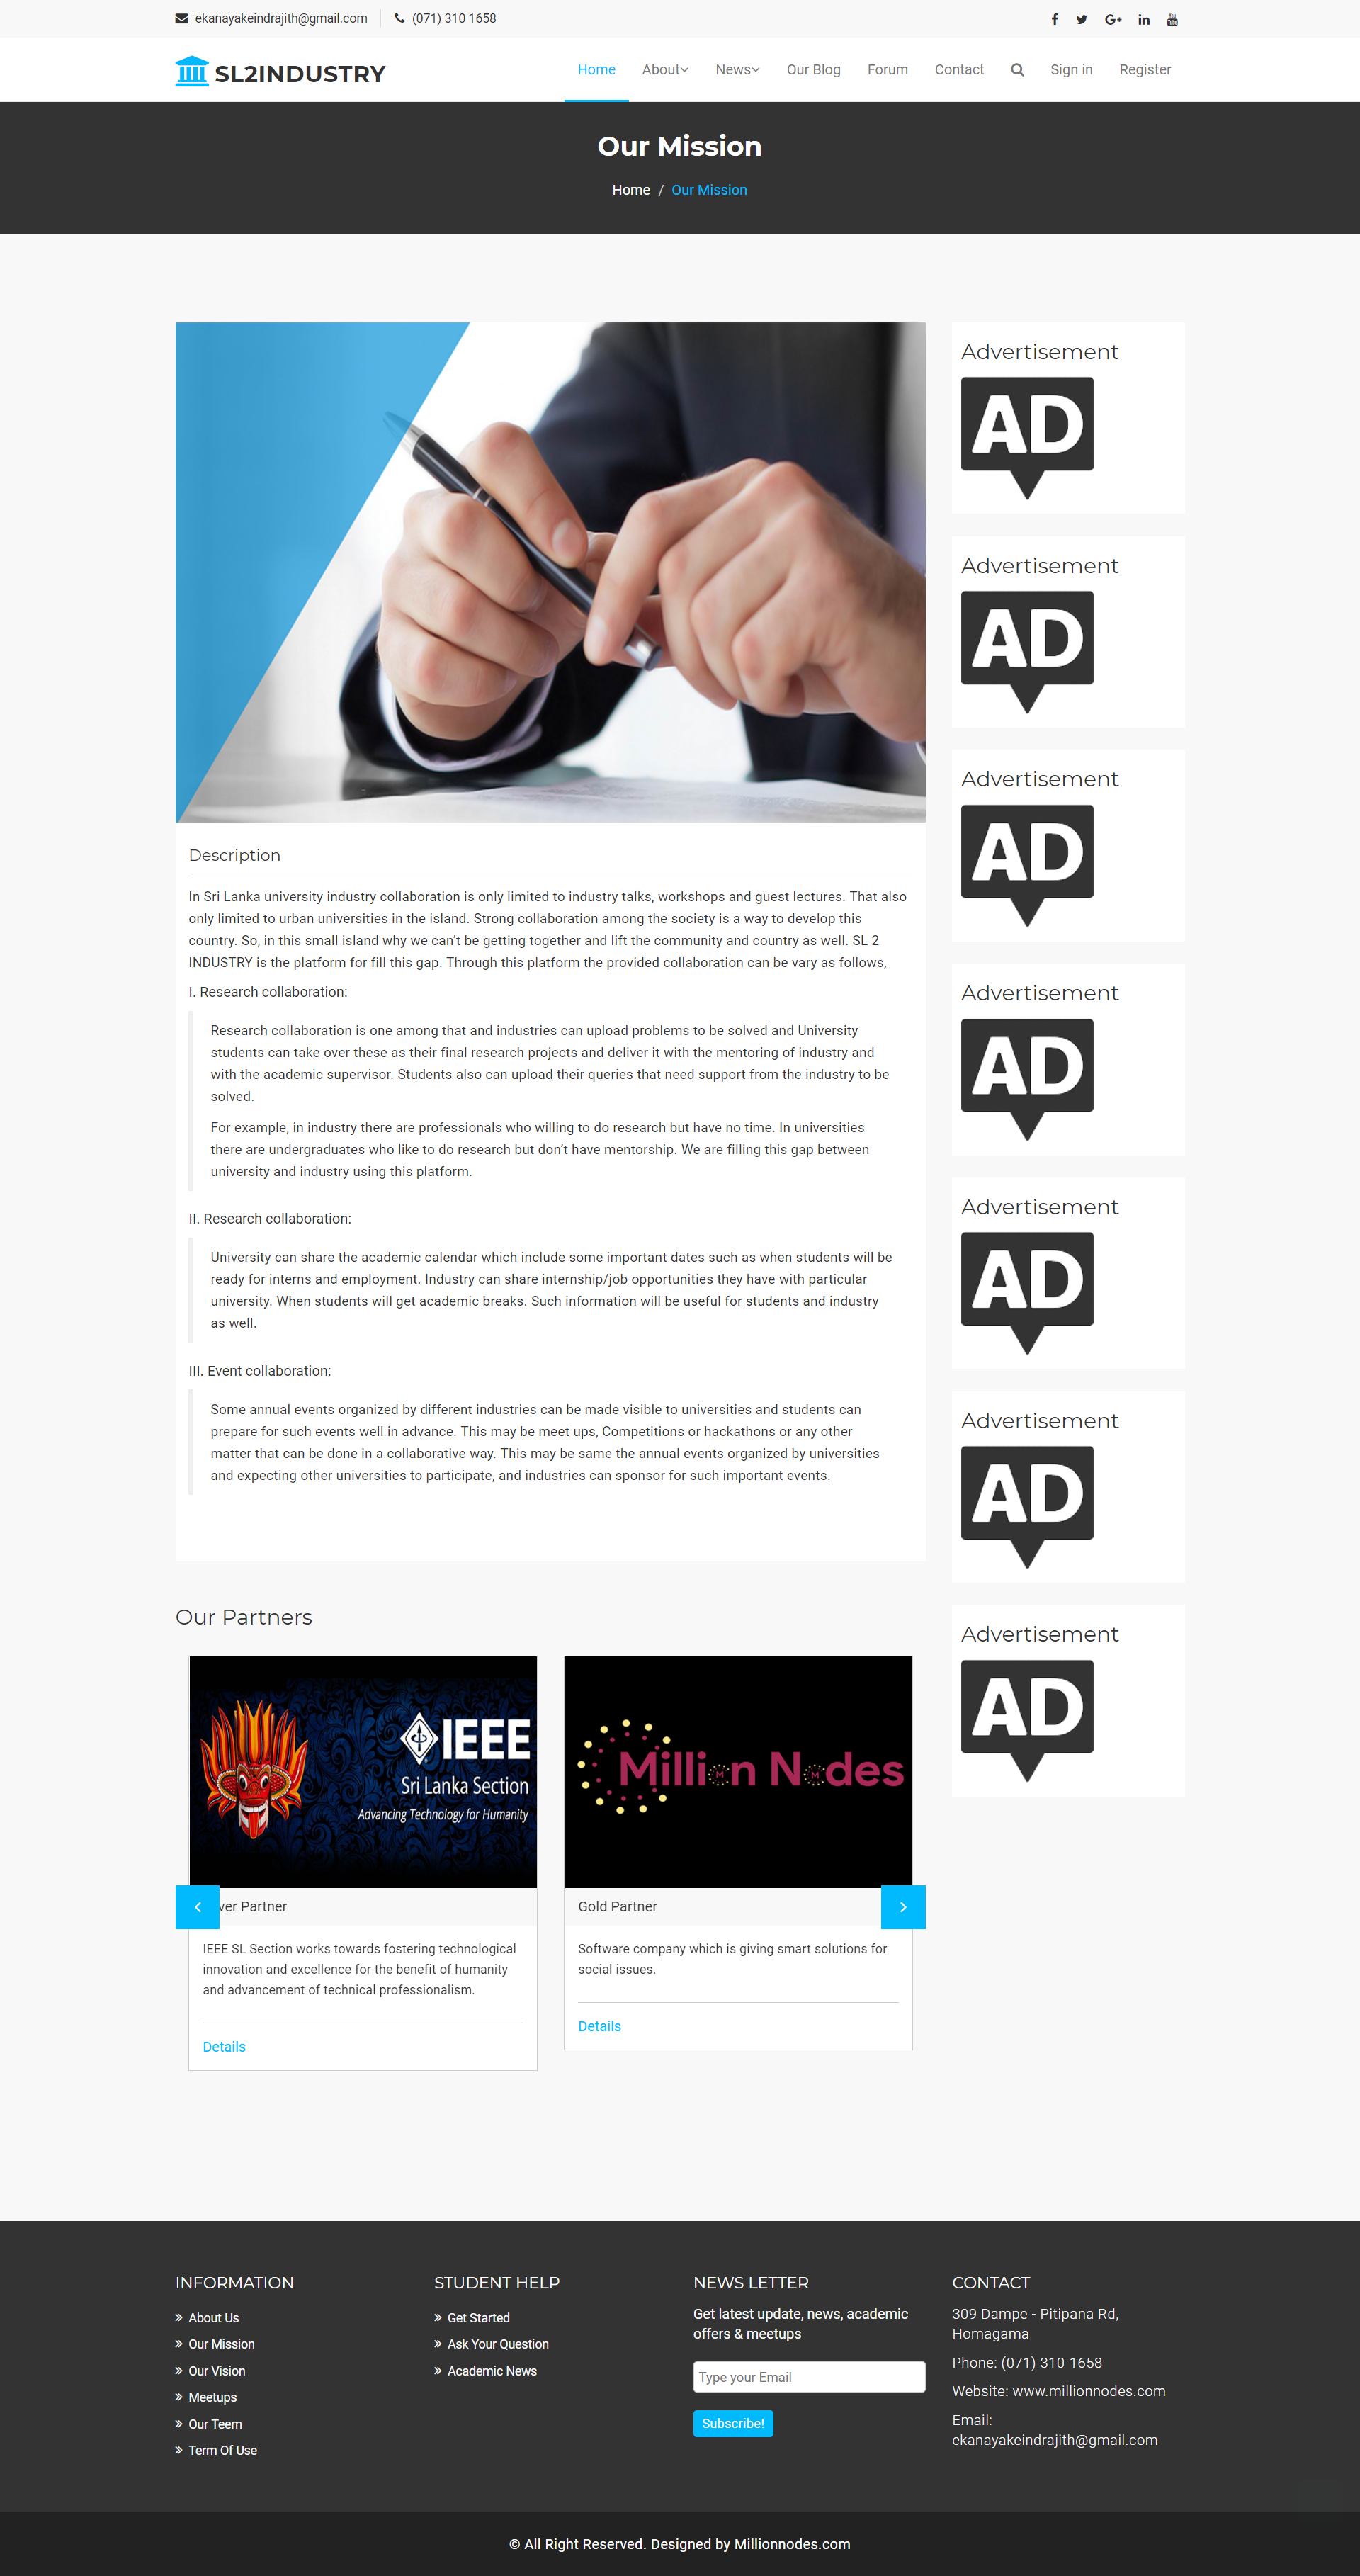 ekanayakeindrajith@gmail.com
(071) 310 1658
SL2INDUSTRY
Home
About
News
Our Blog
Forum
Contact
Sign in
Register
Our Mission
Home / Our Mission
Description
In Sri Lanka university industry collaboration is only limited to industry talks, workshops and guest lectures. That also
only limited to urban universities in the island. Strong collaboration among the society is a way to develop this
country. So, in this small island why we can’t be getting together and lift the community and country as well. SL 2
INDUSTRY is the platform for fill this gap. Through this platform the provided collaboration can be vary as follows,
I. Research collaboration:
Research collaboration is one among that and industries can upload problems to be solved and University
students can take over these as their final research projects and deliver it with the mentoring of industry and
with the academic supervisor. Students also can upload their queries that need support from the industry to be
solved.
For example, in industry there are professionals who willing to do research but have no time. In universities
there are undergraduates who like to do research but don’t have mentorship. We are filling this gap between
university and industry using this platform.
II. Research collaboration:
University can share the academic calendar which include some important dates such as when students will be
ready for interns and employment. Industry can share internship/job opportunities they have with particular
university. When students will get academic breaks. Such information will be useful for students and industry
as well.
III. Event collaboration:
Some annual events organized by different industries can be made visible to universities and students can
prepare for such events well in advance. This may be meet ups, Competitions or hackathons or any other
matter that can be done in a collaborative way. This may be same the annual events organized by universities
and expecting other universities to participate, and industries can sponsor for such important events.
Advertisement
AD
Advertisement
AD
Advertisement
AD
Advertisement
AD
Advertisement
AD
Advertisement
AD
Advertisement
AD
Our Partners
IEEE
Sri Lanka Section
Advancing Technology for Humanity
ver Partner
IEEE SL Section works towards fostering technological
innovation and excellence for the benefit of humanity
and advancement of technical professionalism.
Details
Million Nodes
Gold Partner
Software company which is giving smart solutions for
social issues.
Details
INFORMATION
About Us
Our Mission
Our Vision
Meetups
Our Teem
Term Of Use
STUDENT HELP
Get Started
Ask Your Question
Academic News
NEWS LETTER
Get latest update, news, academic
offers & meetups
Type your Email
Subscribe!
CONTACT
309 Dampe - Pitipana Rd,
Homagama
Phone: (071) 310-1658
Website: www.millionnodes.com
Email:
ekanayakeindrajith@gmail.com
© All Right Reserved. Designed by Millionnodes.com